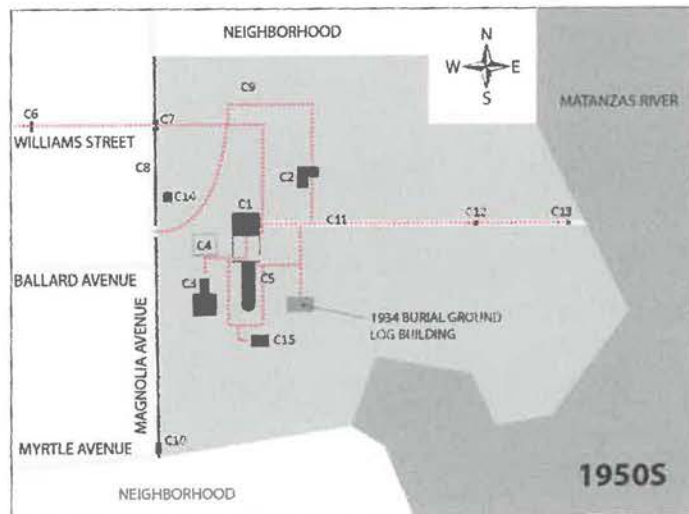 NEIGHBORHOOD
N
W E
S
MATANZAS RIVER
C9
C6
C7
WILLIAMS STREET
C8
C2
C14
C1
C11
C12
C13
C4
BALLARD AVENUE
C3
C5
1934 BURIAL GROUND
LOG BUILDING
C15
MAGNOLIA AVENUE
MYRTLE AVENUE
C10
1950S
NEIGHBORHOOD